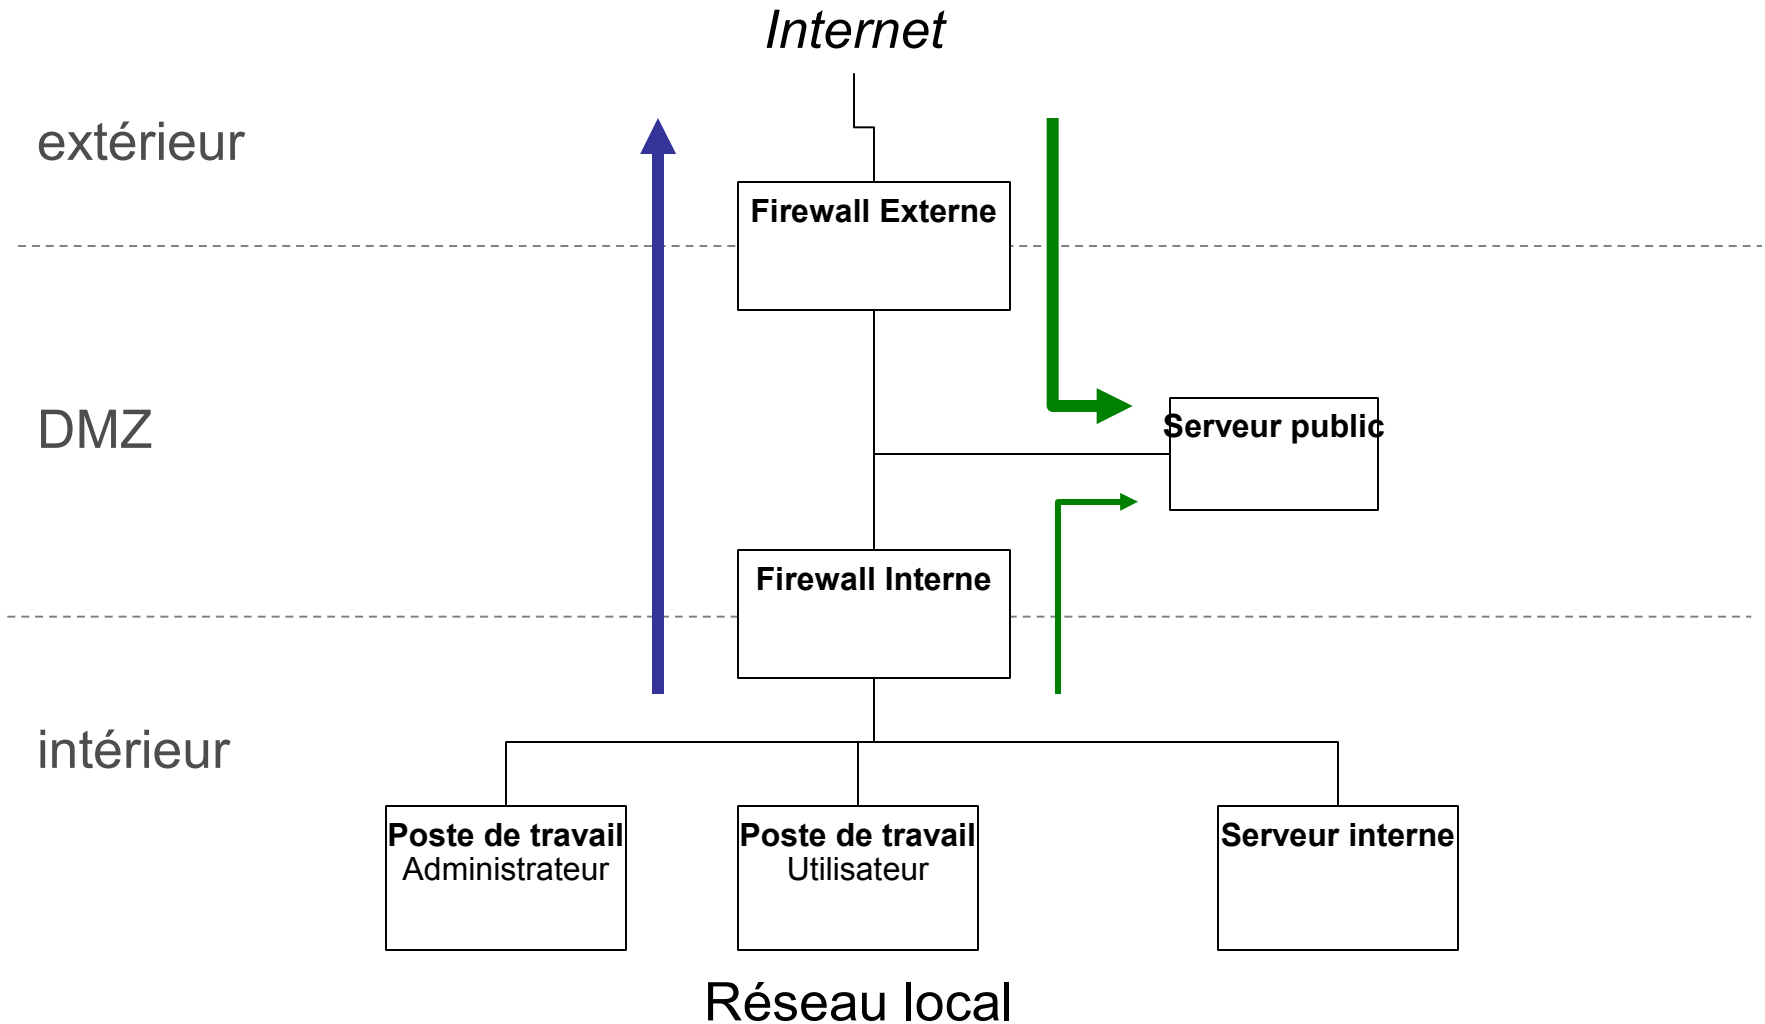 Internet
extérieur
Firewall Externe
DMZ
Serveur public
Firewall Interne
intérieur
Poste de travail
Administrateur
Poste de travail
Utilisateur
Serveur interne
Réseau local